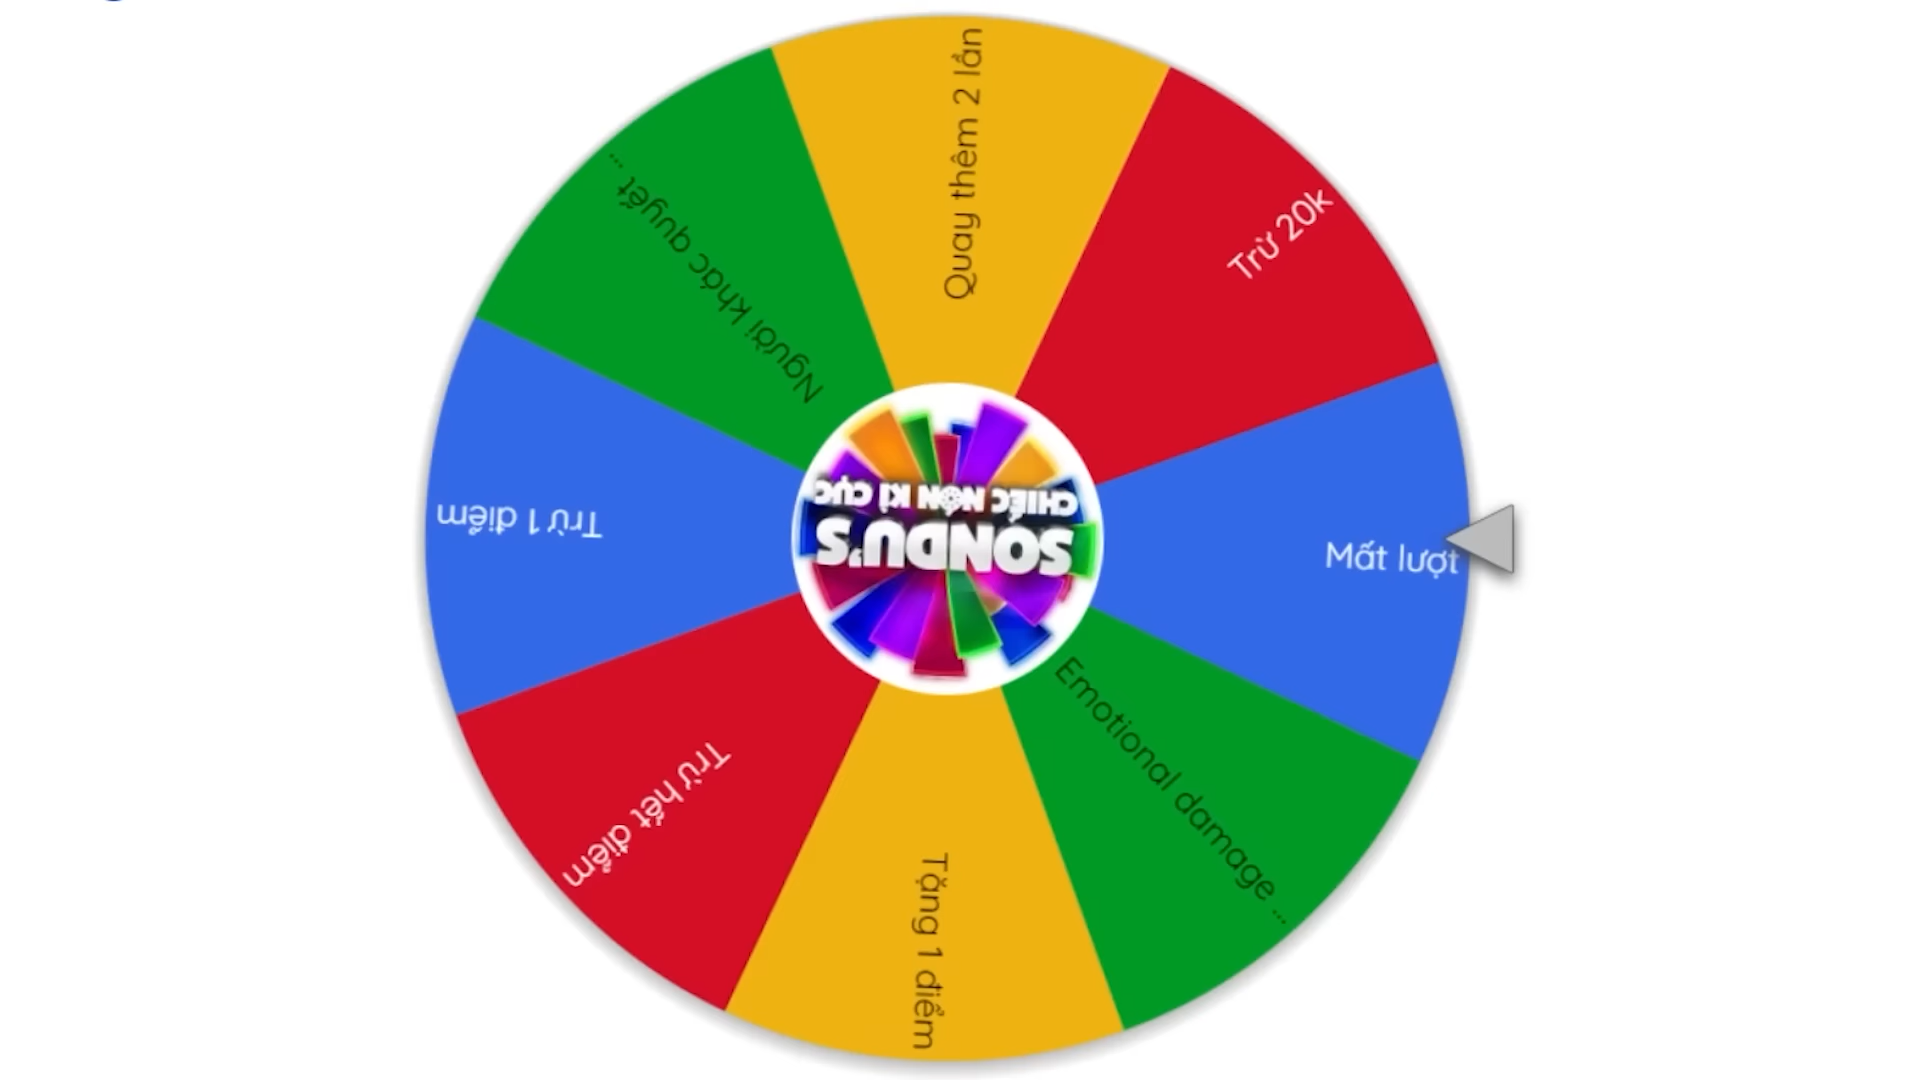 Quay thêm 2 lần
Trừ 20k
Mất lượt
Emotional damage ...
Tặng 1 điểm
Trừ hết điểm
Trừ 1 điểm
Người khác quyết ...
CHIẾC NÓN KÌ CỤC
SONDU'S